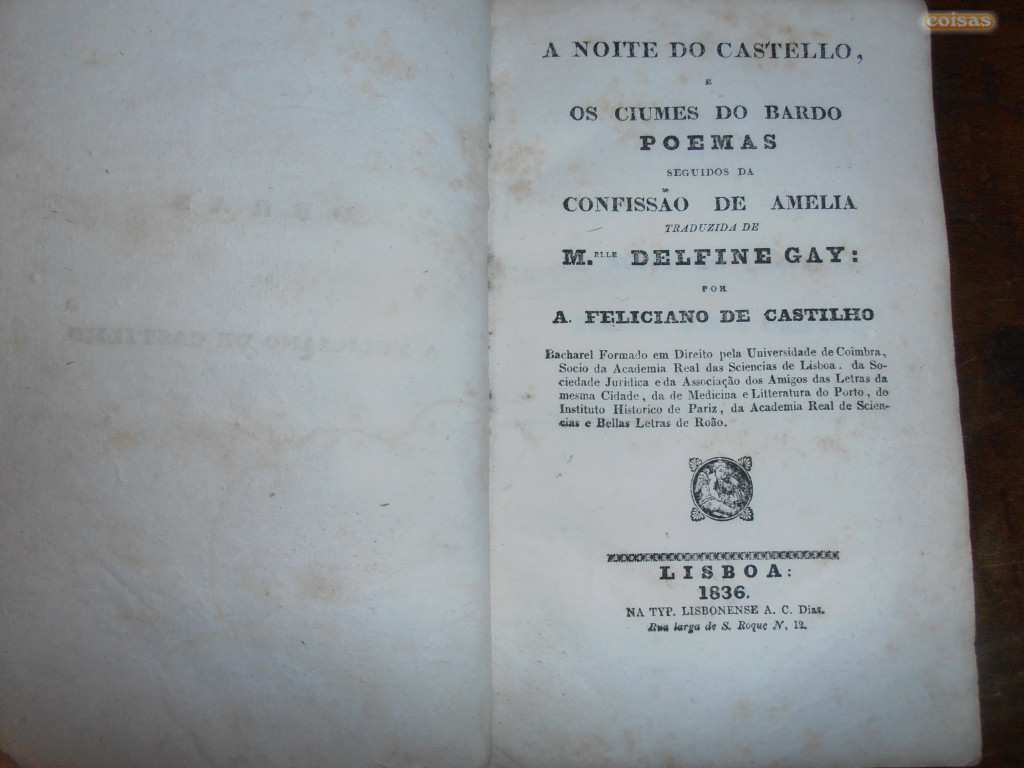 coisas
A NOITE DO CASTELLO,
E
OS CIUMES DO BARDO
POEMAS
SEGUIDOS DA
CONFISSÃO DE AMELIA
TRADUZIDA DE
M.ELLE DELFINE GAY:
POR
A. FELICIANO DE CASTILHO
Bacharel Formado em Direito pela Universidade de Coimbra,
Socio da Academia Real das Sciencias de Lisboa. da So-
ciedade Juridica e da Associação dos Amigos das Letras da
mesma Cidade, da de Medicina e Litteratura do Porto, do
Instituto Historico de Pariz, da Academia Real de Scien-
cias e Bellas Letras de Roão.
LISBOA:
1836.
NA TYP. LISBONENSE A. C. Dias.
Rua larga de S. Roque N. 12.